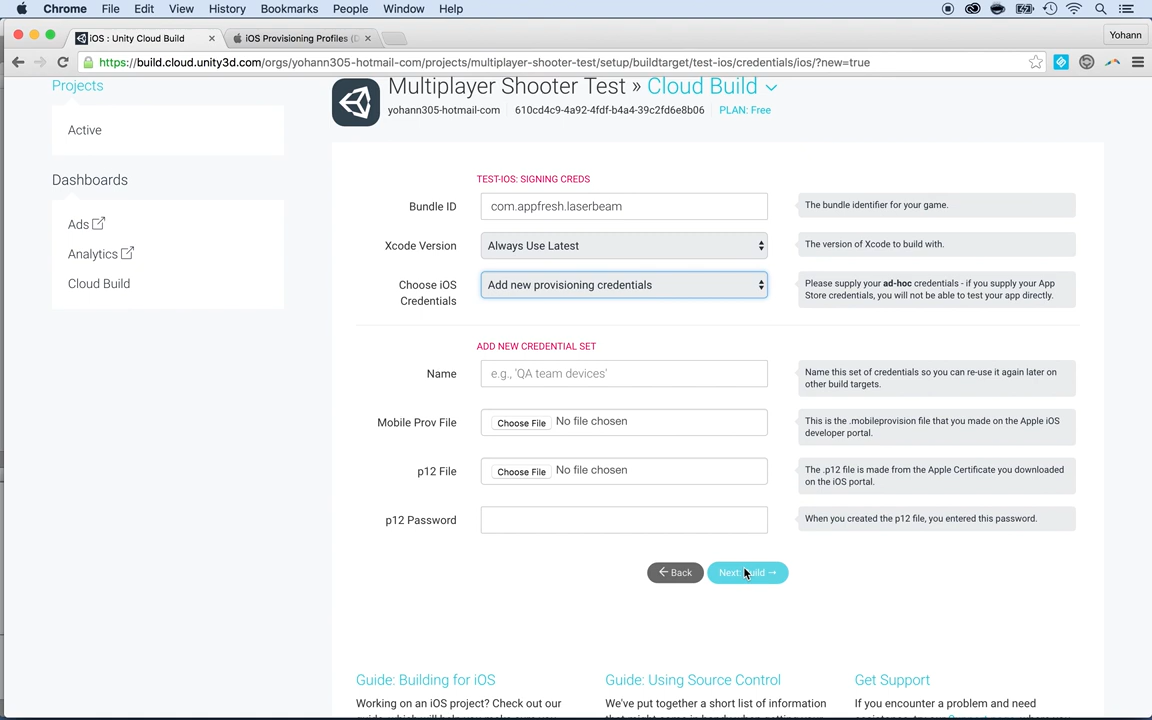 Chrome File Edit View History Bookmarks People Window Help
iOS : Unity Cloud Build
iOS Provisioning Profiles (D
Yohann
https://build.cloud.unity3d.com/orgs/yohann305-hotmail-com/projects/multiplayer-shooter-test/setup/buildtarget/test-ios/credentials/ios/?new=true
Projects
Active
Dashboards
Ads
Analytics
Cloud Build
Multiplayer Shooter Test » Cloud Build
yohann305-hotmail-com 610cd4c9-4a92-4fdf-b4a4-39c2fd6e8b06 PLAN: Free
TEST-IOS: SIGNING CREDS
Bundle ID
com.appfresh.laserbeam
The bundle identifier for your game.
Xcode Version
Always Use Latest
The version of Xcode to build with.
Choose iOS
Credentials
Add new provisioning credentials
Please supply your ad-hoc credentials - if you supply your App
Store credentials, you will not be able to test your app directly.
ADD NEW CREDENTIAL SET
Name
e.g., 'QA team devices'
Name this set of credentials so you can re-use it again later on
other build targets.
Mobile Prov File
Choose File No file chosen
This is the .mobileprovision file that you made on the Apple iOS
developer portal.
p12 File
Choose File No file chosen
The .p12 file is made from the Apple Certificate you downloaded
on the iOS portal.
p12 Password
When you created the p12 file, you entered this password.
← Back
Next: Build →
Guide: Building for iOS
Working on an iOS project? Check out our
Guide: Using Source Control
We've put together a short list of information
Get Support
If you encounter a problem and need